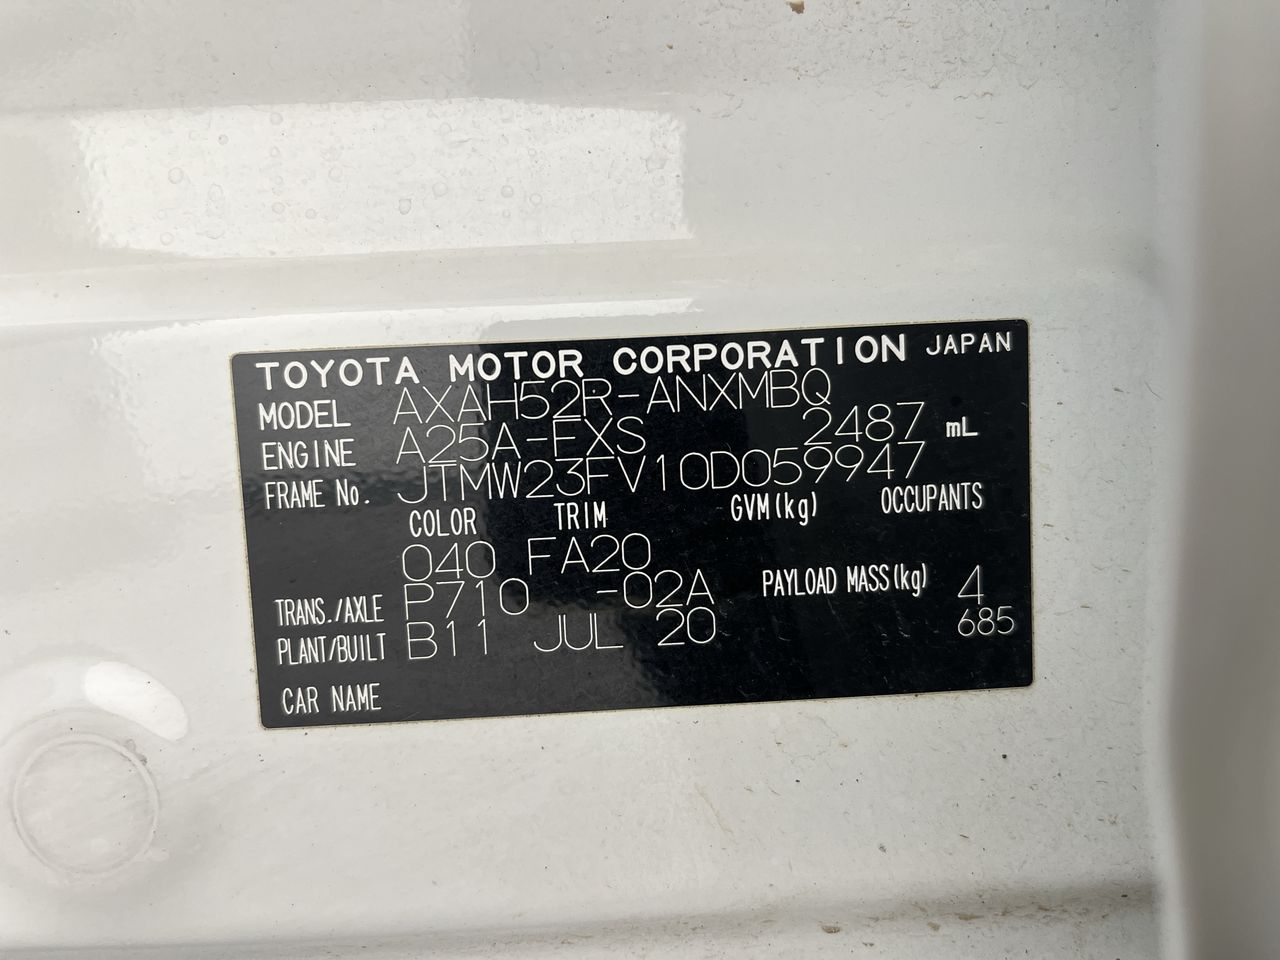 TOYOTA MOTOR CORPORATION JAPAN
MODEL AXAH52R-ANXMBQ
ENGINE A25A-FXS 2487 mL
FRAME No. JTMW23FV10D059947
COLOR TRIM GVM(kg) OCCUPANTS
040 FA20
TRANS./AXLE P710 -02A PAYLOAD MASS(kg) 4
PLANT/BUILT B11 JUL 20 685
CAR NAME